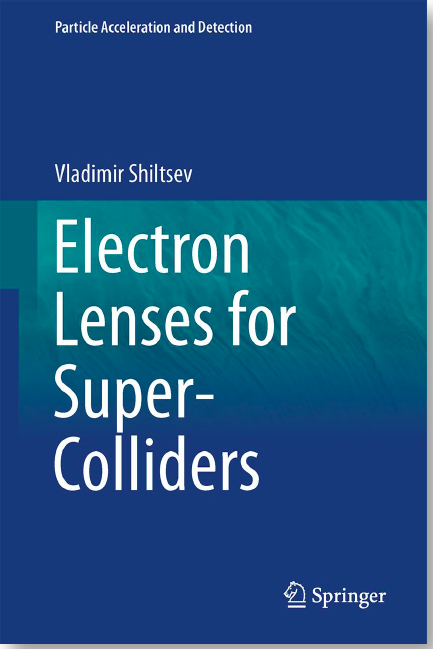 Particle Acceleration and Detection
Vladimir Shiltsev
Electron
Lenses for
Super-
Colliders
Springer